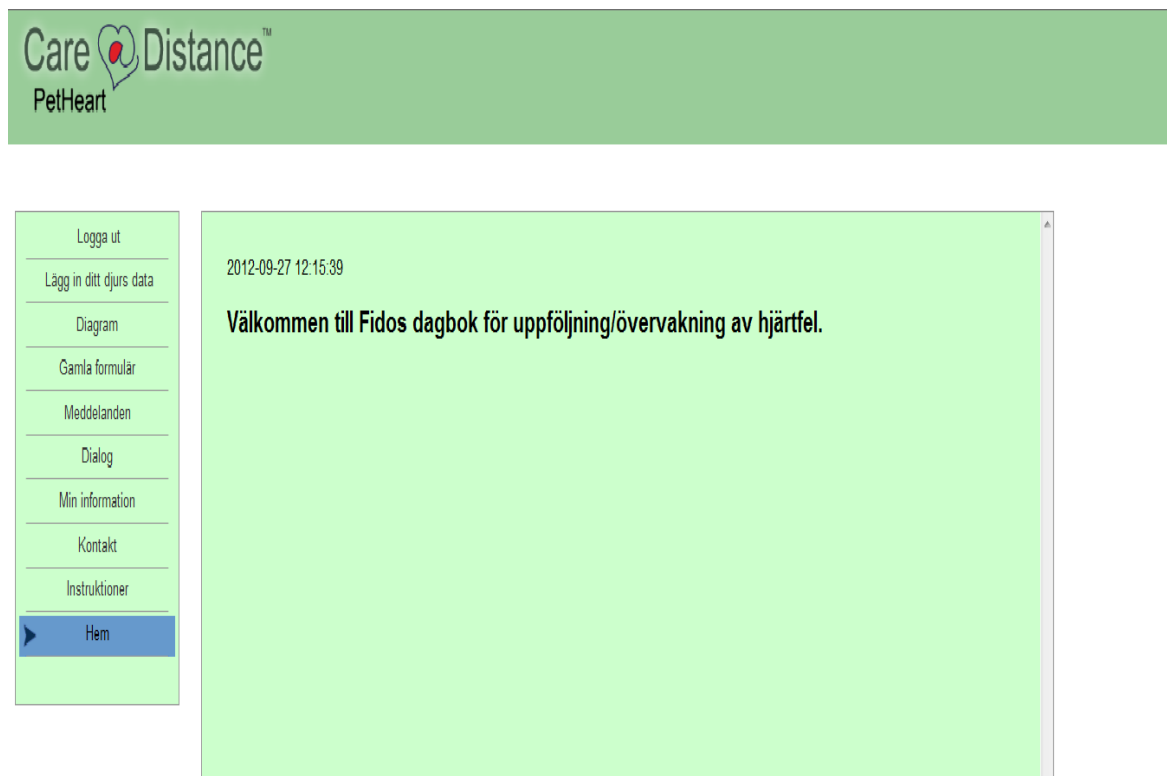 Care @ Distance™
PetHeart
Logga ut
Lägg in ditt djurs data
Diagram
Gamla formulär
Meddelanden
Dialog
Min information
Kontakt
Instruktioner
Hem
2012-09-27 12:15:39
Välkommen till Fidos dagbok för uppföljning/övervakning av hjärtfel.